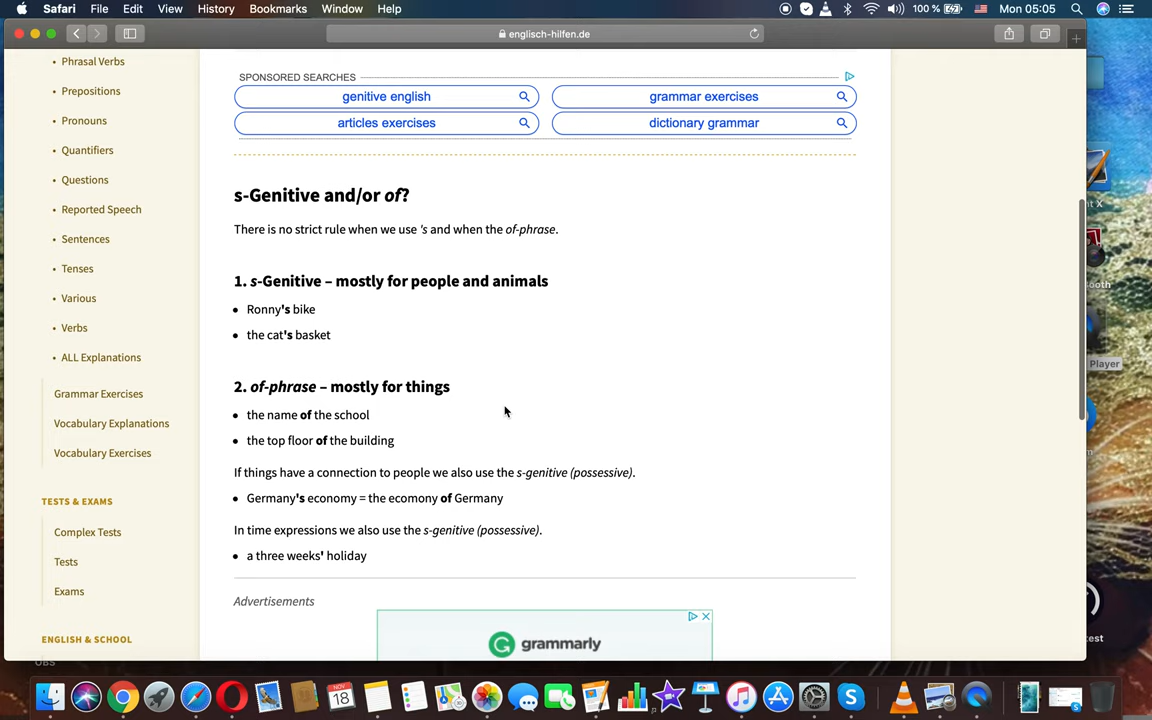 Safari File Edit View History Bookmarks Window Help 100 % Mon 05:05
englisch-hilfen.de
Phrasal Verbs
Prepositions
Pronouns
Quantifiers
Questions
Reported Speech
Sentences
Tenses
Various
Verbs
ALL Explanations
Grammar Exercises
Vocabulary Explanations
Vocabulary Exercises
TESTS & EXAMS
Complex Tests
Tests
Exams
ENGLISH & SCHOOL
SPONSORED SEARCHES
genitive english
grammar exercises
articles exercises
dictionary grammar
s-Genitive and/or of?
There is no strict rule when we use 's and when the of-phrase.
1. s-Genitive – mostly for people and animals
• Ronny's bike
• the cat's basket
2. of-phrase – mostly for things
• the name of the school
• the top floor of the building
If things have a connection to people we also use the s-genitive (possessive).
• Germany's economy = the ecomony of Germany
In time expressions we also use the s-genitive (possessive).
• a three weeks' holiday
Advertisements
grammarly
Player
OBS
NOV
18